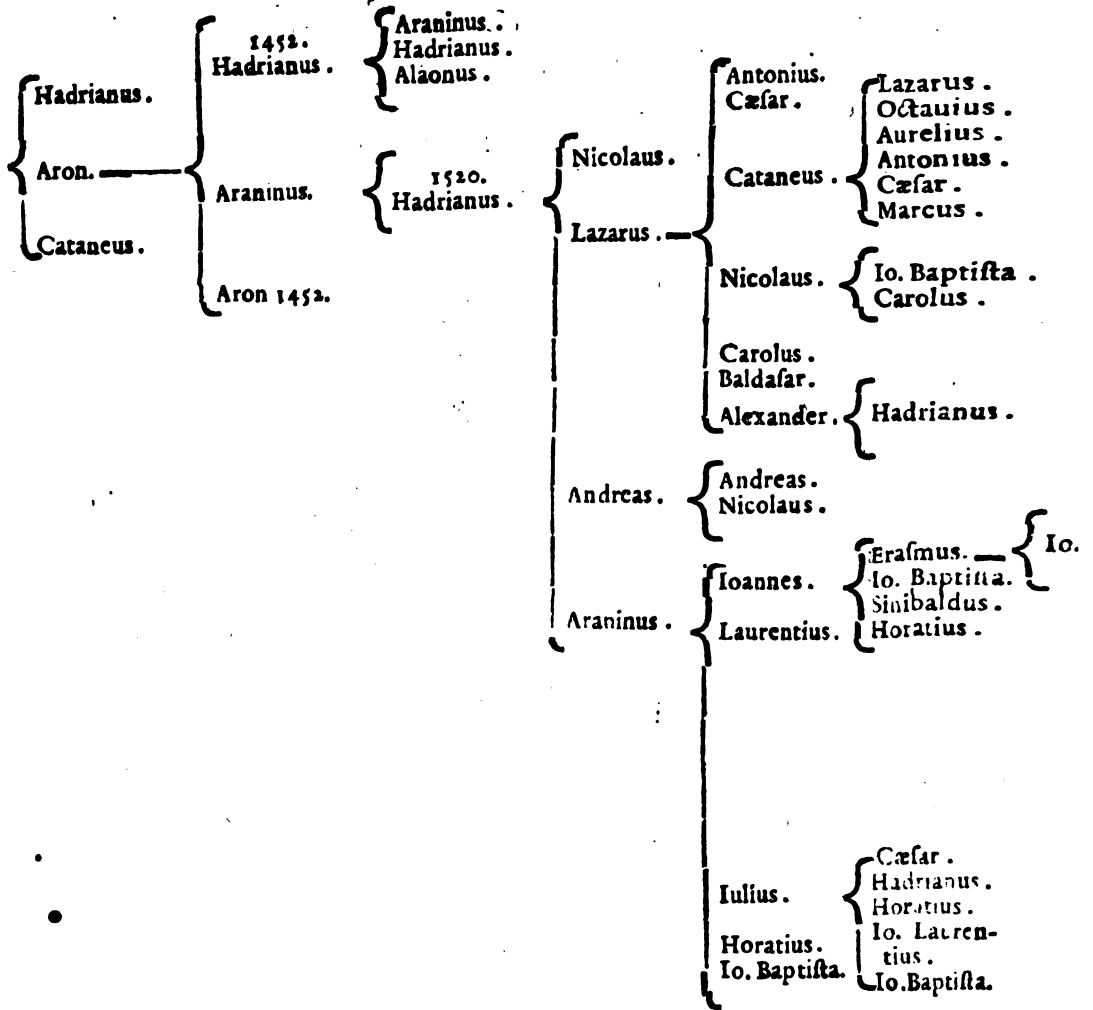 Hadrianus.
Aron.
Cataneus.
1452.
Hadrianus.
Araninus.
Aron 1452.
Araninus.
Hadrianus.
Alaonus.
1520.
Hadrianus.
Nicolaus.
Lazarus.
Andreas.
Araninus.
Antonius.
Cæſar.
Cataneus.
Nicolaus.
Carolus.
Baldaſar.
Alexander.
Andreas.
Nicolaus.
Ioannes.
Laurentius.
Iulius.
Horatius.
Io. Baptiſta.
Lazarus.
Octauius.
Aurelius.
Antonius.
Cæſar.
Marcus.
Io. Baptiſta.
Carolus.
Hadrianus.
Eraſmus.
Io. Baptiſta.
Sinibaldus.
Horatius.
Io.
Cæſar.
Hadrianus.
Horatius.
Io. Lauren-
tius.
Io. Baptiſta.